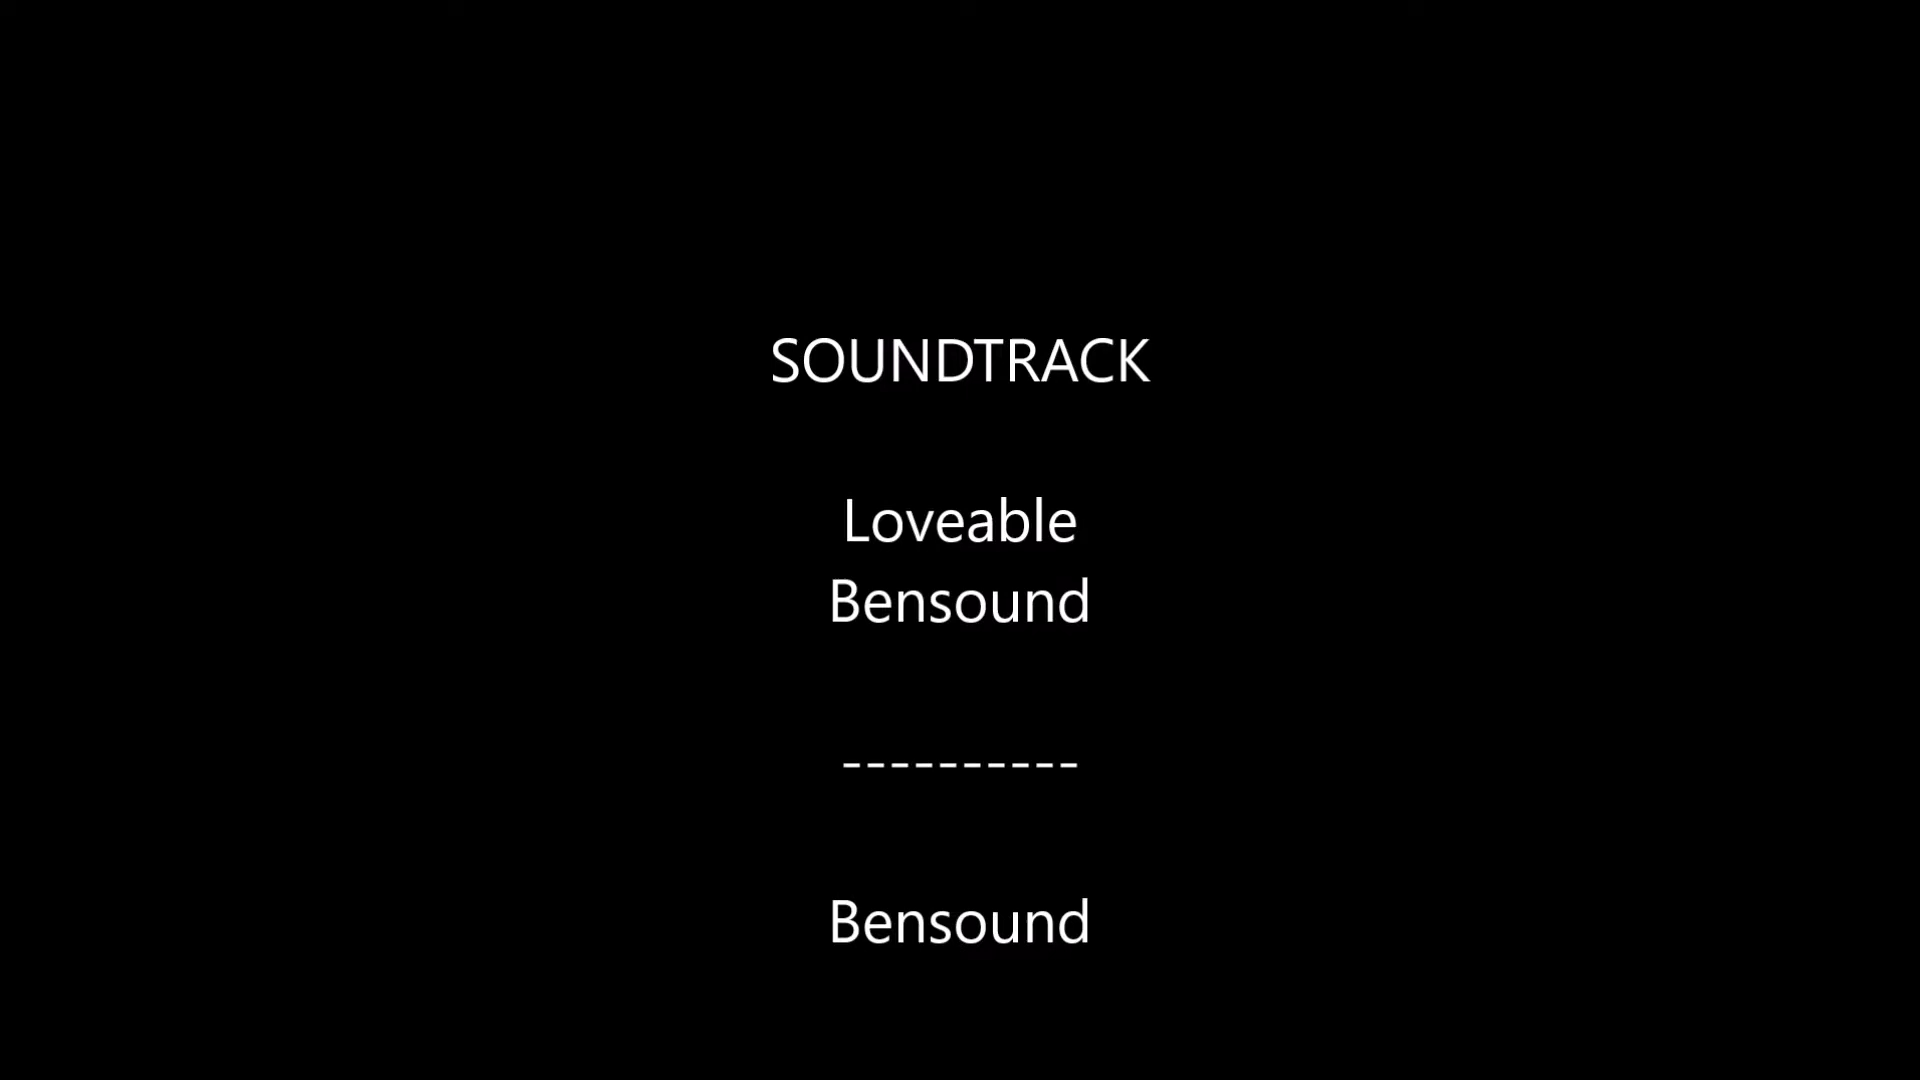 SOUNDTRACK
Loveable
Bensound
----------
Bensound